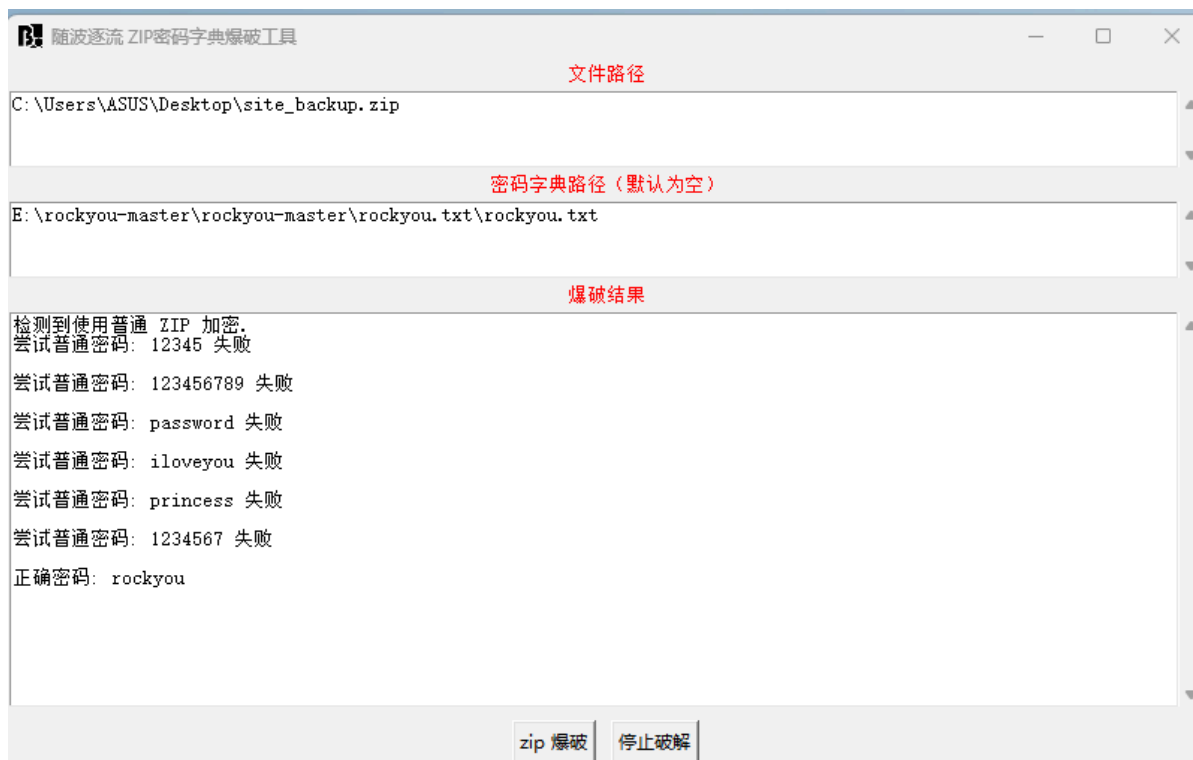 随波逐流 ZIP密码字典爆破工具
文件路径
C:\Users\ASUS\Desktop\site_backup.zip
密码字典路径（默认为空）
E:\rockyou-master\rockyou-master\rockyou.txt\rockyou.txt
爆破结果
检测到使用普通 ZIP 加密.
尝试普通密码: 12345 失败
尝试普通密码: 123456789 失败
尝试普通密码: password 失败
尝试普通密码: iloveyou 失败
尝试普通密码: princess 失败
尝试普通密码: 1234567 失败
正确密码: rockyou
zip 爆破 停止破解